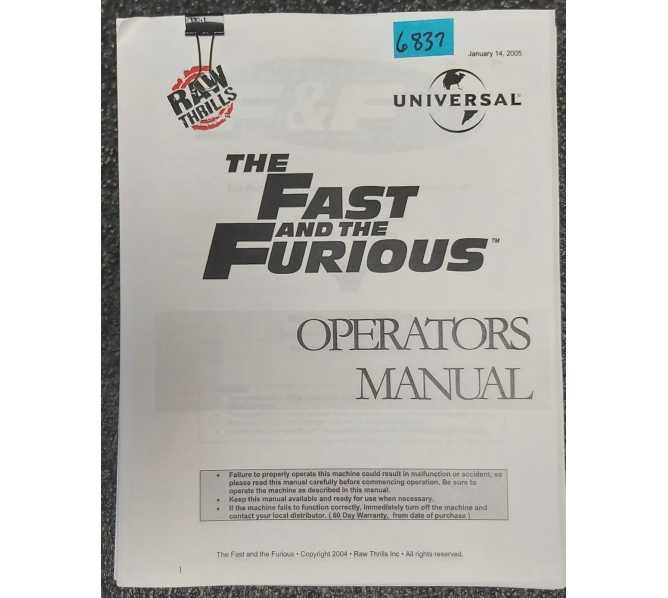 6837
January 14, 2005
RAW
THRILLS
UNIVERSAL®
THE
FAST
AND THE
FURIOUS™
OPERATORS
MANUAL
• Failure to properly operate this machine could result in malfunction or accident, so
please read this manual carefully before commencing operation. Be sure to
operate the machine as described in this manual.
• Keep this manual available and ready for use when necessary.
• If the machine fails to function correctly, immediately turn off the machine and
contact your local distributor. ( 60 Day Warranty, from date of purchase )
The Fast and the Furious • Copyright 2004 • Raw Thrills Inc • All rights reserved.